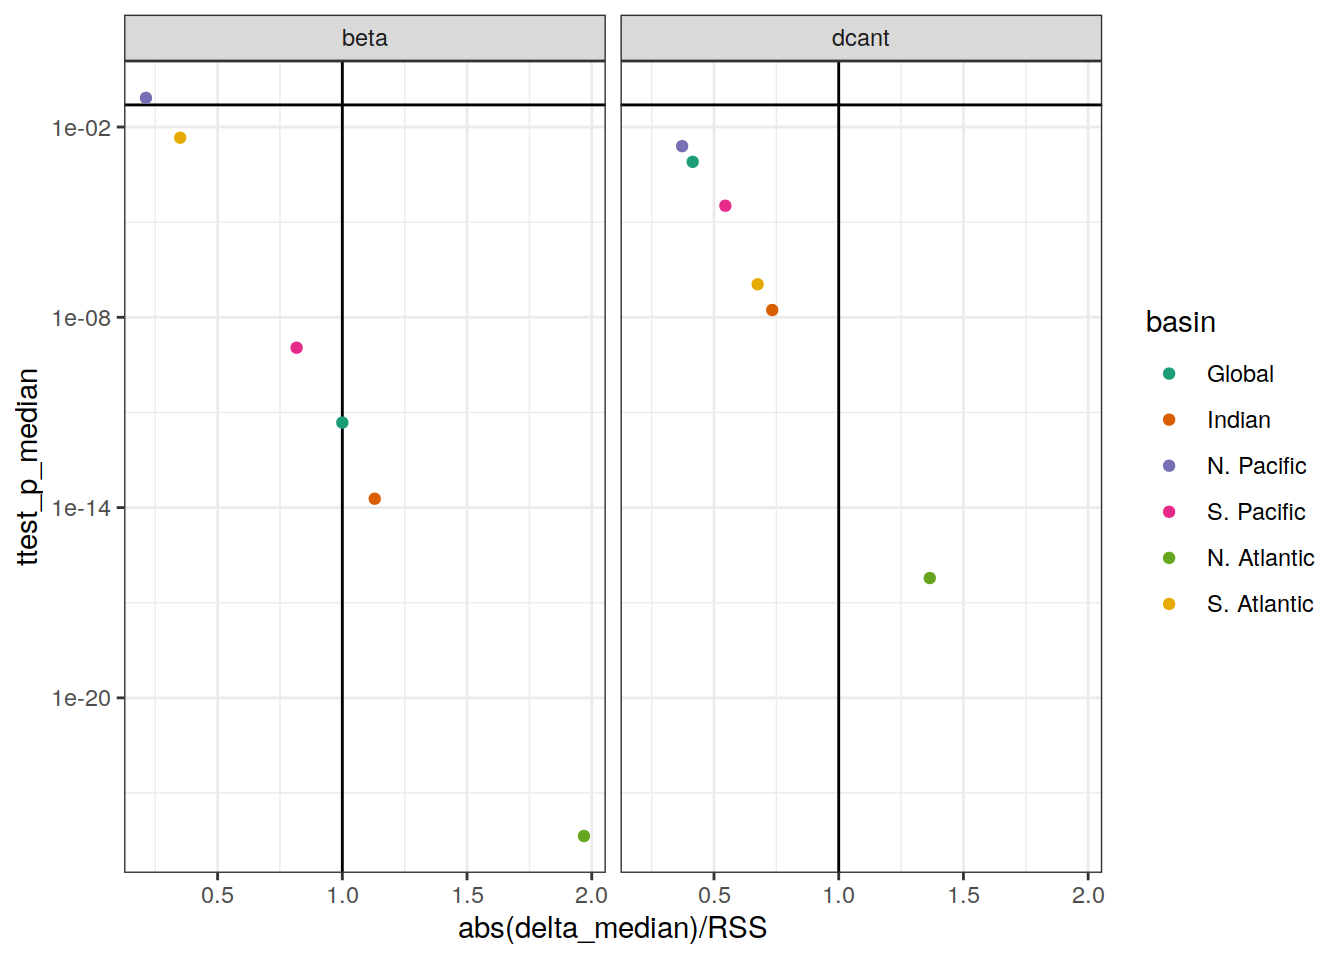 beta
dcant
1e-02
1e-08
1e-14
1e-20
ttest_p_median
0.5
1.0
1.5
2.0
0.5
1.0
1.5
2.0
abs(delta_median)/RSS
basin
Global
Indian
N. Pacific
S. Pacific
N. Atlantic
S. Atlantic